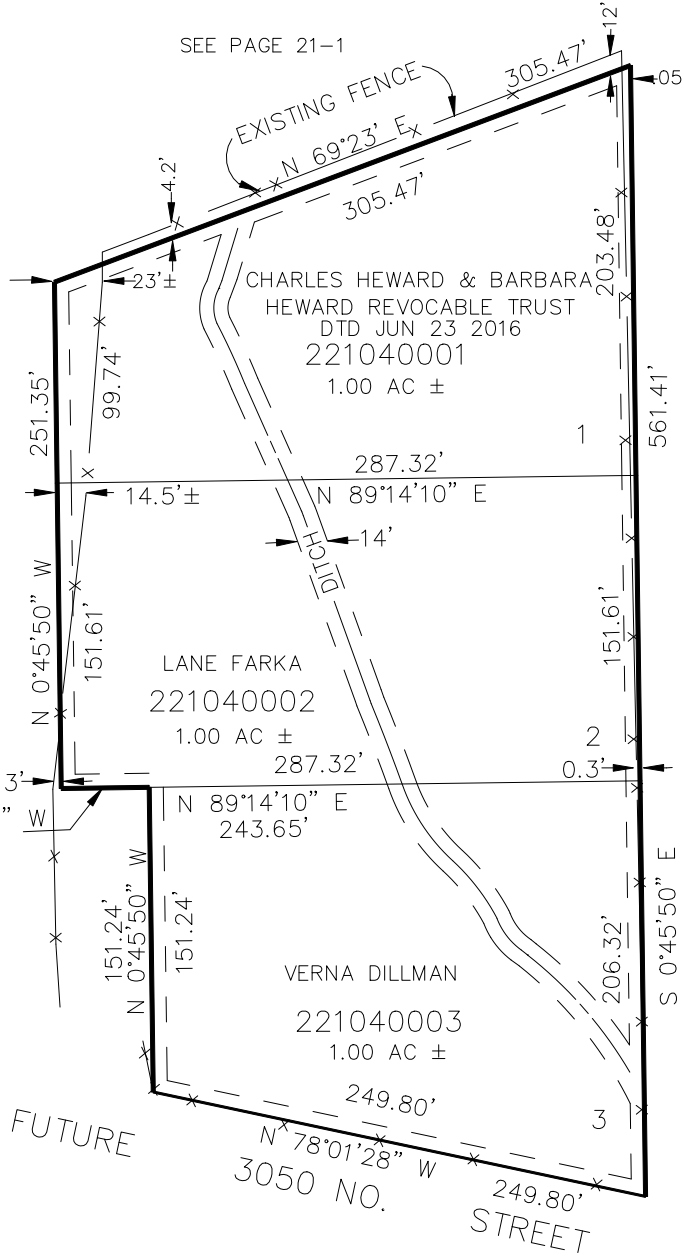 12'
SEE PAGE 21-1
305.47'
05
EXISTING FENCE
N 69°23' E
4.2'
305.47'
203.48'
23'±
CHARLES HEWARD & BARBARA
HEWARD REVOCABLE TRUST
DTD JUN 23 2016
221040001
1.00 AC ±
99.74'
251.35'
561.41'
1
287.32'
14.5'±
N 89°14'10" E
14'
DITCH
N 0°45'50" W
151.61'
151.61'
LANE FARKA
221040002
1.00 AC ±
2
287.32'
0.3'
3'
" W
N 89°14'10" E
243.65'
151.24'
N 0°45'50" W
151.24'
S 0°45'50" E
206.32'
VERNA DILLMAN
221040003
1.00 AC ±
249.80'
3
FUTURE
N 78°01'28" W
3050 NO.
249.80'
STREET